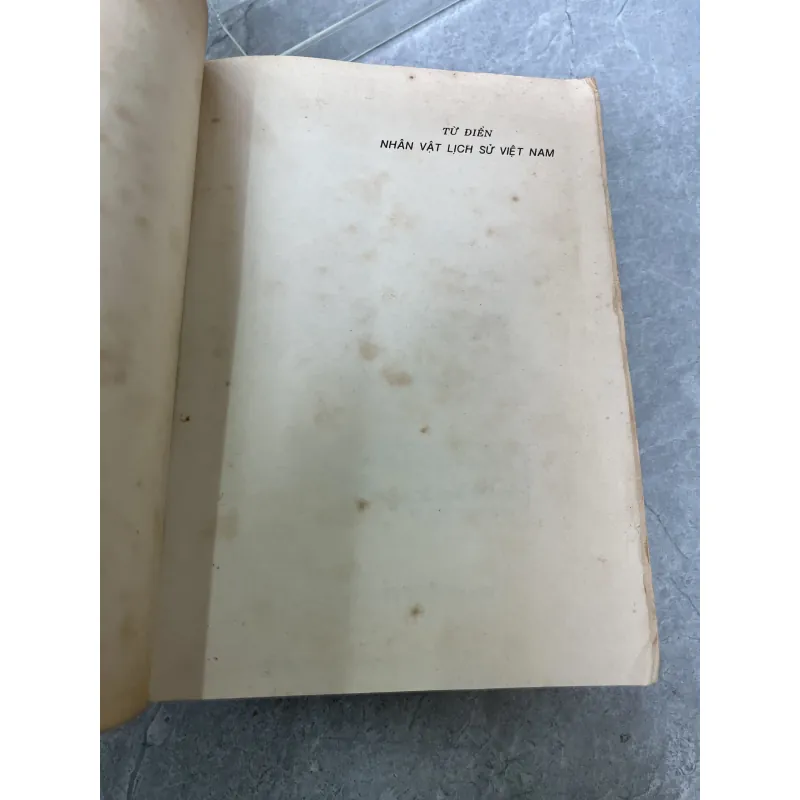 TỪ ĐIỂN
NHÂN VẬT LỊCH SỬ VIỆT NAM